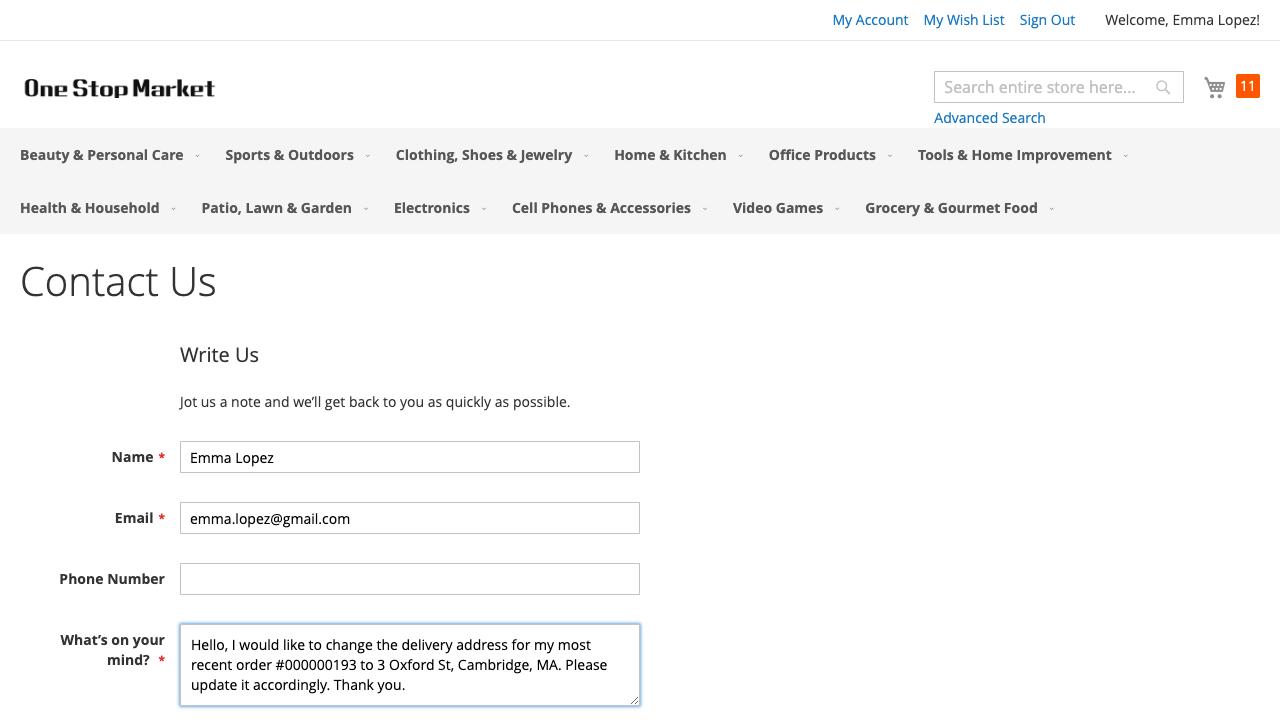 My Account My Wish List Sign Out Welcome, Emma Lopez!
One Stop Market
Search entire store here...
11
Advanced Search
Beauty & Personal Care Sports & Outdoors Clothing, Shoes & Jewelry Home & Kitchen Office Products Tools & Home Improvement
Health & Household Patio, Lawn & Garden Electronics Cell Phones & Accessories Video Games Grocery & Gourmet Food
Contact Us
Write Us
Jot us a note and we’ll get back to you as quickly as possible.
Name *
Emma Lopez
Email *
emma.lopez@gmail.com
Phone Number
What’s on your
mind? *
Hello, I would like to change the delivery address for my most
recent order #000000193 to 3 Oxford St, Cambridge, MA. Please
update it accordingly. Thank you.